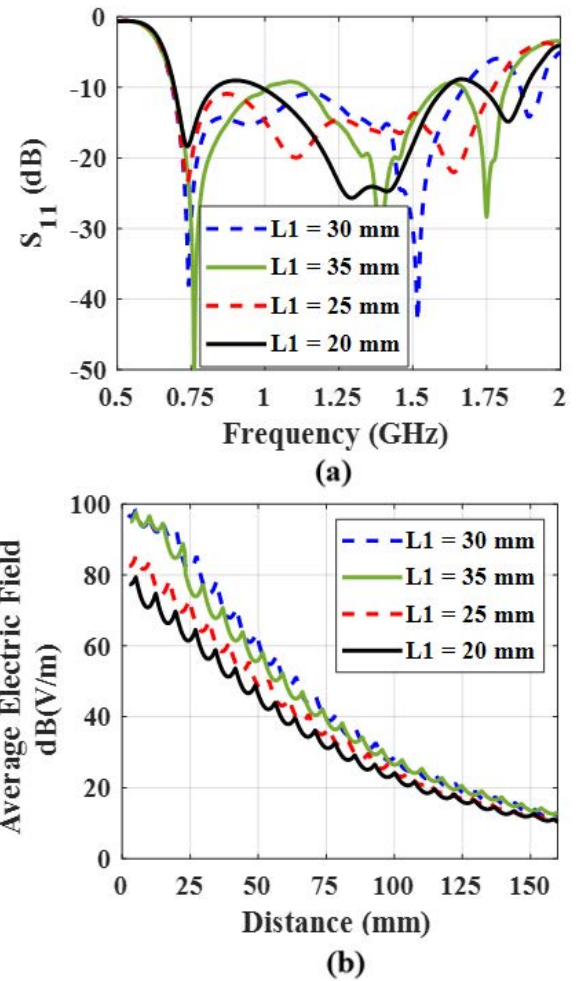 0
-10
-20
-30
-40
-50
S11 (dB)
L1 = 30 mm
L1 = 35 mm
L1 = 25 mm
L1 = 20 mm
0.5 0.75 1 1.25 1.5 1.75 2
Frequency (GHz)
(a)
100
80
60
40
20
0
Average Electric Field
dB(V/m)
L1 = 30 mm
L1 = 35 mm
L1 = 25 mm
L1 = 20 mm
0 25 50 75 100 125 150
Distance (mm)
(b)